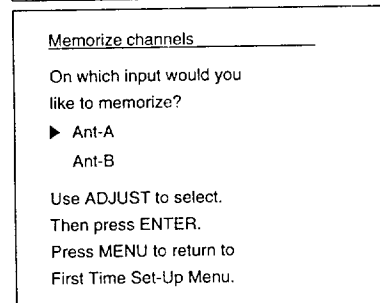 Memorize channels
On which input would you
like to memorize?
▶ Ant-A
Ant-B
Use ADJUST to select.
Then press ENTER.
Press MENU to return to
First Time Set-Up Menu.